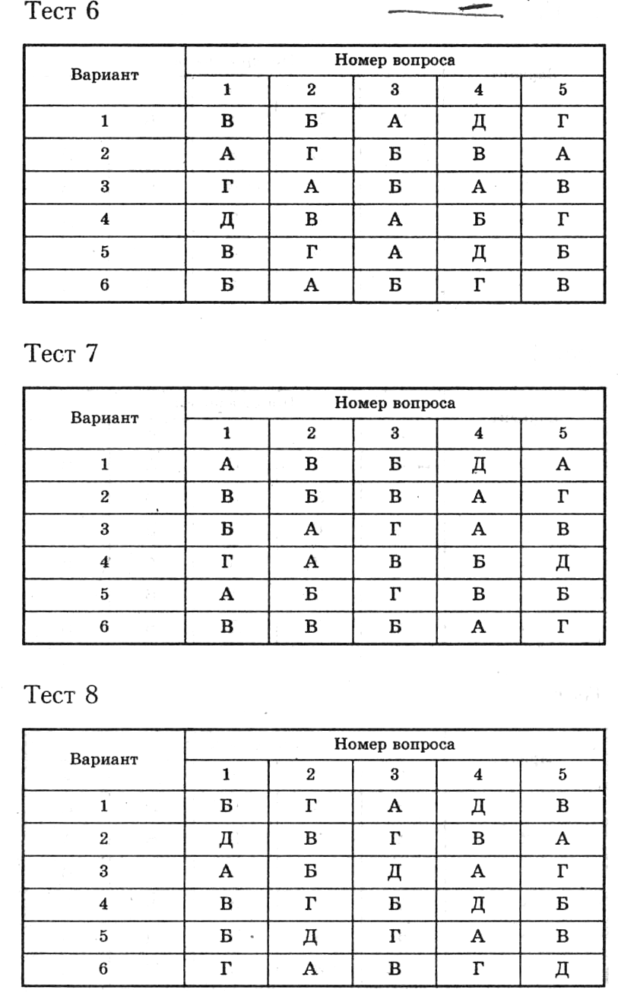 Тест 6
Номер вопроса
Вариант
1 2 3 4 5
1 В Б А Д Г
2 А Г Б В А
3 Г А Б А В
4 Д В А Б Г
5 В Г А Д Б
6 Б А Б Г В
Тест 7
Номер вопроса
Вариант
1 2 3 4 5
1 А В Б Д А
2 В Б В А Г
3 Б А Г А В
4 Г А В Б Д
5 А Б Г В Б
6 В В Б А Г
Тест 8
Номер вопроса
Вариант
1 2 3 4 5
1 Б Г А Д В
2 Д В Г В А
3 А Б Д А Г
4 В Г Б Д Б
5 Б Д Г А В
6 Г А В Г Д